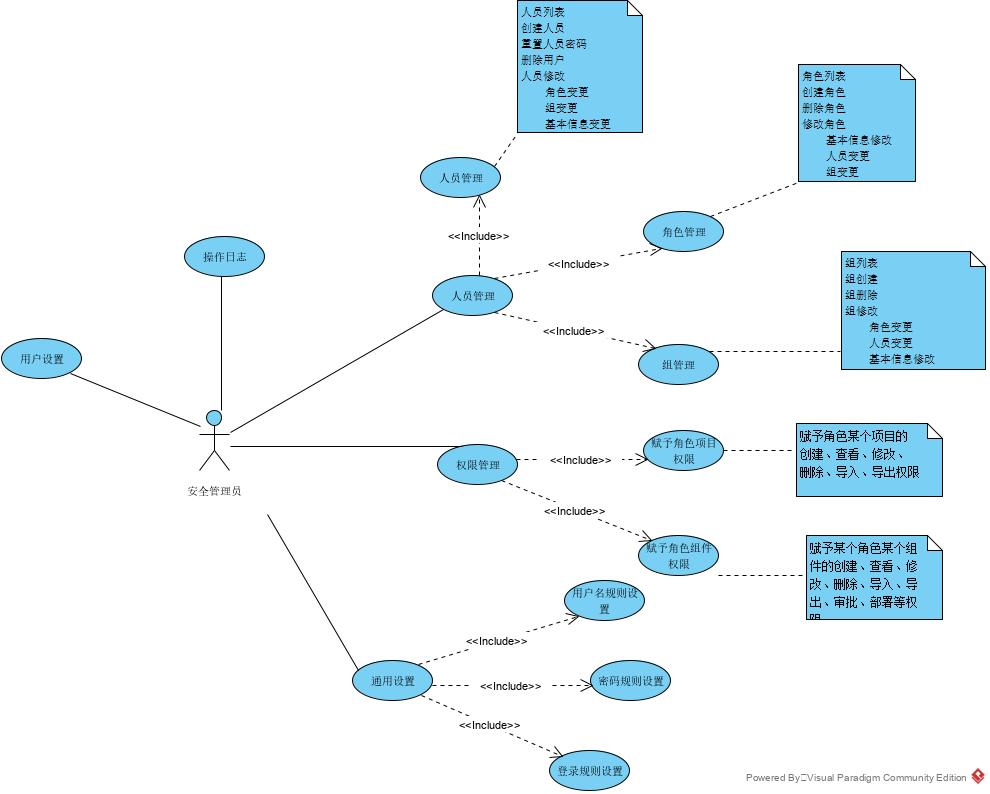 人员列表
创建人员
重置人员密码
删除用户
人员修改
角色变更
组变更
基本信息变更
角色列表
创建角色
删除角色
修改角色
基本信息修改
人员变更
组变更
人员管理
角色管理
<<Include>>
<<Include>>
操作日志
人员管理
组列表
组创建
组删除
组修改
角色变更
人员变更
基本信息修改
<<Include>>
用户设置
组管理
安全管理员
权限管理
<<Include>>
赋予角色项目
权限
赋予角色某个项目的
创建、查看、修改、
删除、导入、导出权限
<<Include>>
赋予角色组件
权限
赋予某个角色某个组
件的创建、查看、修
改、删除、导入、导
出、审批、部署等权
限
用户名规则设
置
<<Include>>
通用设置
<<Include>>
密码规则设置
<<Include>>
登录规则设置
Powered By Visual Paradigm Community Edition